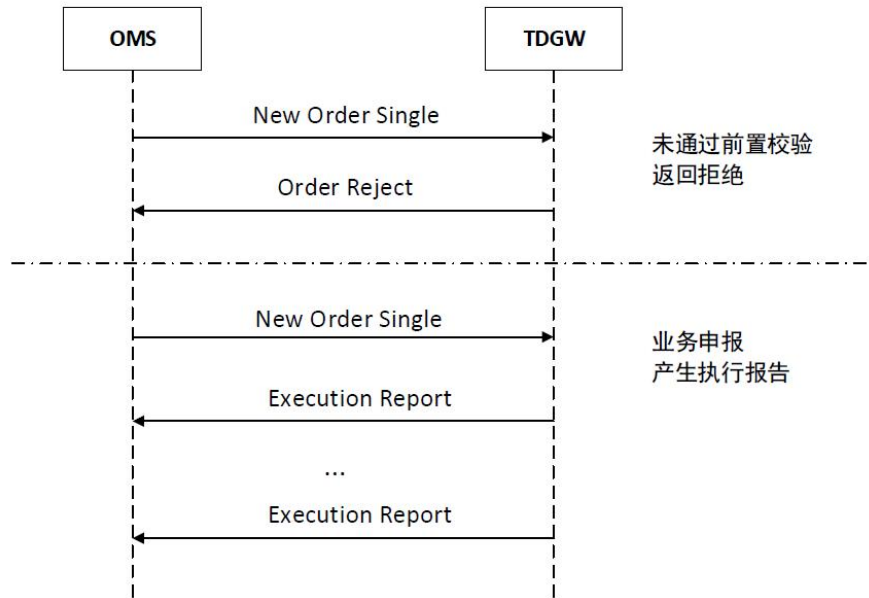 OMS
TDGW
New Order Single
未通过前置校验
返回拒绝
Order Reject
New Order Single
业务申报
产生执行报告
Execution Report
...
Execution Report